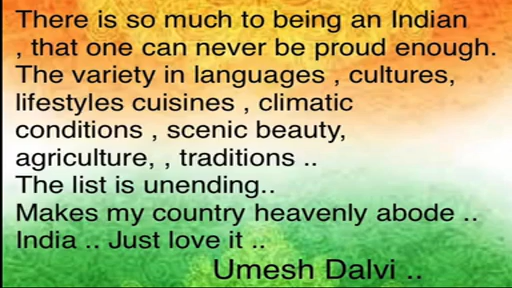 There is so much to being an Indian
, that one can never be proud enough.
The variety in languages , cultures,
lifestyles cuisines , climatic
conditions , scenic beauty,
agriculture, , traditions ..
The list is unending..
Makes my country heavenly abode ..
India .. Just love it ..
Umesh Dalvi ..